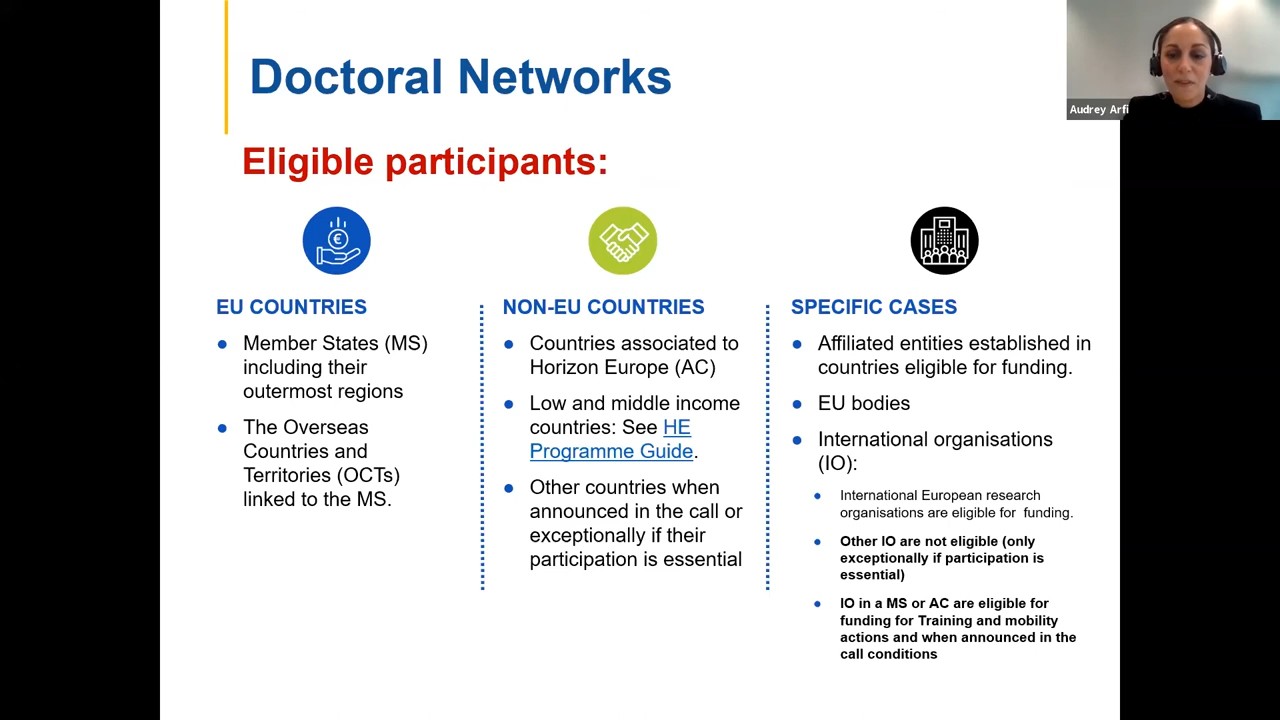 Doctoral Networks
Audrey Arfi
Eligible participants:
€
EU COUNTRIES
Member States (MS)
including their
outermost regions
The Overseas
Countries and
Territories (OCTs)
linked to the MS.
NON-EU COUNTRIES
Countries associated to
Horizon Europe (AC)
Low and middle income
countries: See HE
Programme Guide.
Other countries when
announced in the call or
exceptionally if their
participation is essential
SPECIFIC CASES
Affiliated entities established in
countries eligible for funding.
EU bodies
International organisations
(IO):
International European research
organisations are eligible for funding.
Other IO are not eligible (only
exceptionally if participation is
essential)
IO in a MS or AC are eligible for
funding for Training and mobility
actions and when announced in the
call conditions